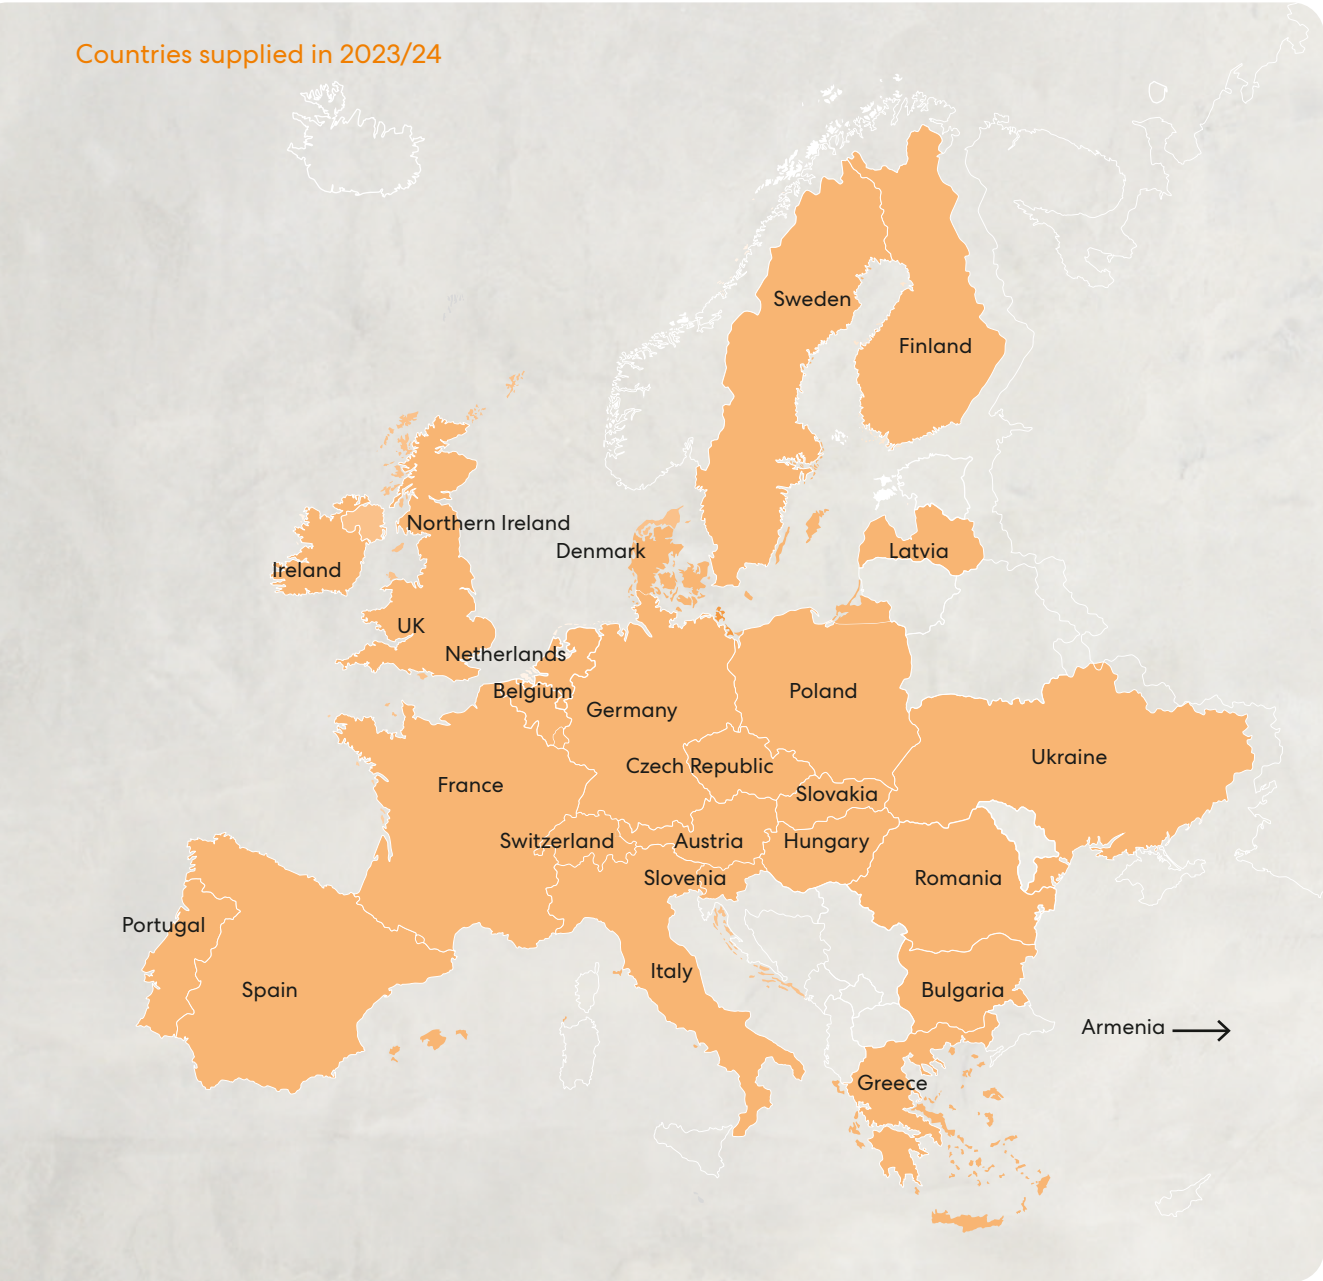 Countries supplied in 2023/24
Sweden
Finland
Northern Ireland
Denmark
Latvia
Ireland
UK
Netherlands
Belgium
Poland
Germany
Ukraine
Czech Republic
France
Slovakia
Switzerland
Austria
Hungary
Slovenia
Romania
Portugal
Italy
Spain
Bulgaria
Armenia
Greece